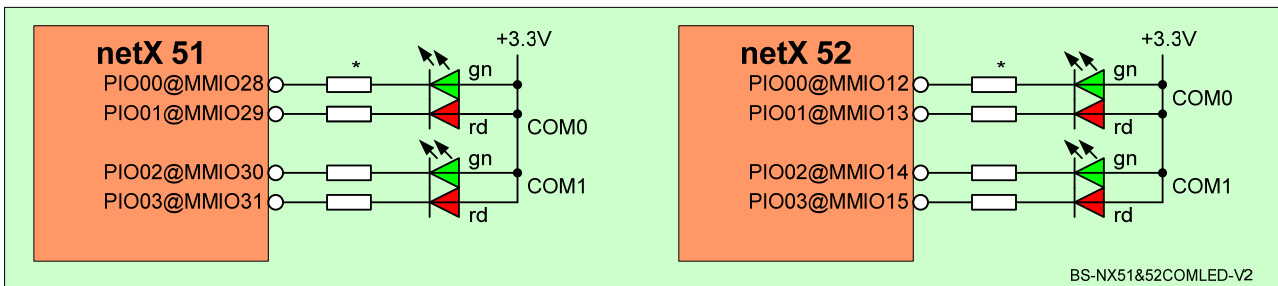 netX 51
PIO00@MMIO28
PIO01@MMIO29
PIO02@MMIO30
PIO03@MMIO31
*
+3.3V
gn
rd
COM0
gn
rd
COM1
netX 52
PIO00@MMIO12
PIO01@MMIO13
PIO02@MMIO14
PIO03@MMIO15
*
+3.3V
gn
rd
COM0
gn
rd
COM1
BS-NX51&52COMLED-V2